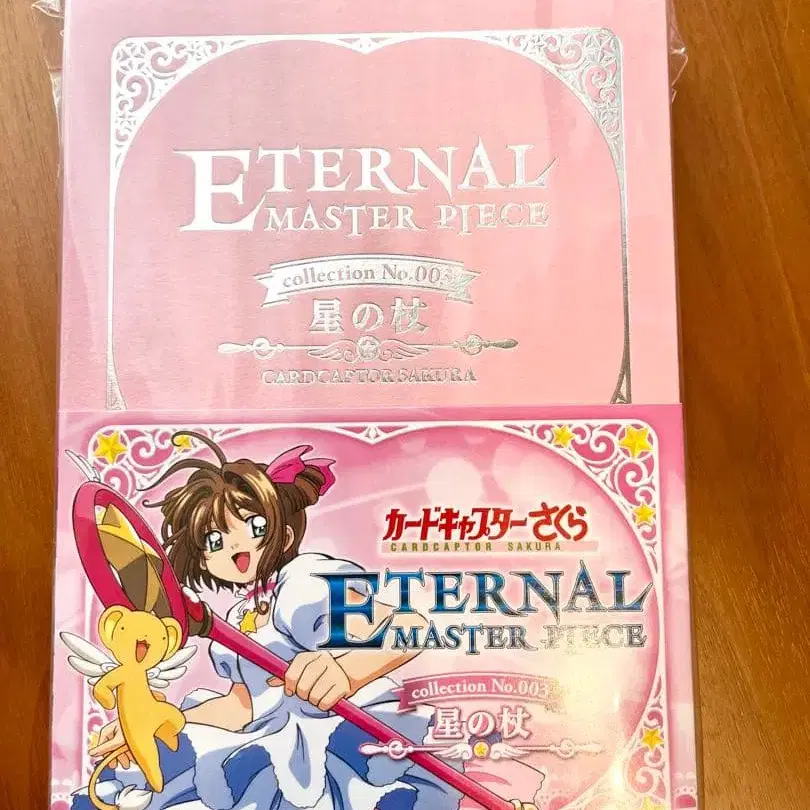 ETERNAL
MASTER PIECE
collection No.003
星の杖
CARDCAPTOR SAKURA
カードキャプターさくら
CARDCAPTOR SAKURA
ETERNAL
MASTER PIECE
collection No.003
星の杖